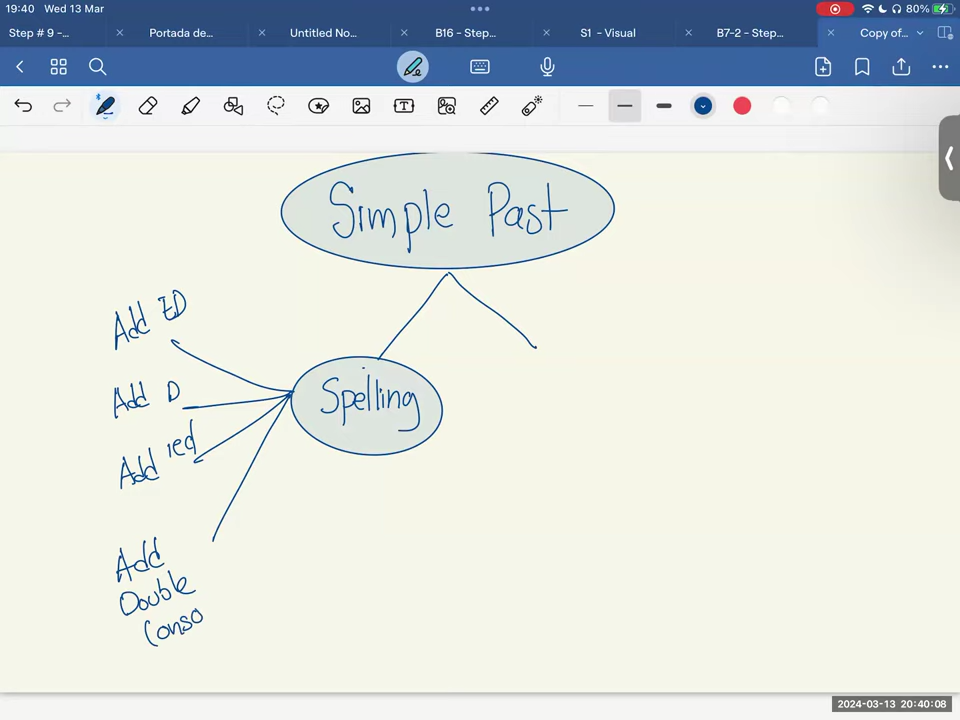 19:40 Wed 13 Mar
80%
Step # 9 -...
Portada de...
Untitled No...
B16 - Step...
S1 - Visual
B7-2 - Step...
Copy of...
Simple Past
Add ED
Add D
Add ied
Spelling
Add
Double
Conso
2024-03-13 20:40:08